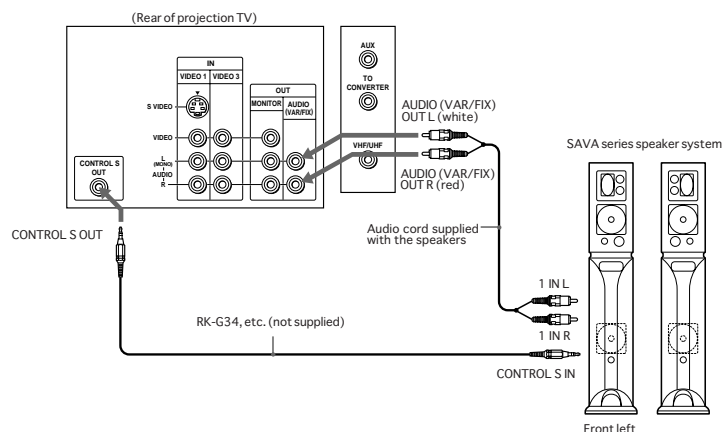 (Rear of projection TV)
IN
VIDEO 1 VIDEO 3
S VIDEO
VIDEO
L
(MONO)
AUDIO
R
OUT
MONITOR AUDIO
(VAR/FIX)
CONTROL S
OUT
AUX
TO
CONVERTER
VHF/UHF
AUDIO (VAR/FIX)
OUT L (white)
AUDIO (VAR/FIX)
OUT R (red)
SAVA series speaker system
CONTROL S OUT
Audio cord supplied
with the speakers
1 IN L
1 IN R
RK-G34, etc. (not supplied)
CONTROL S IN
Front left